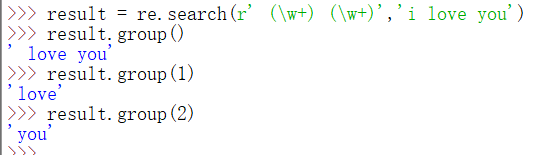 >>> result = re.search(r' (\w+) (\w+)','i love you')
>>> result.group()
' love you'
>>> result.group(1)
'love'
>>> result.group(2)
'you'
>>>